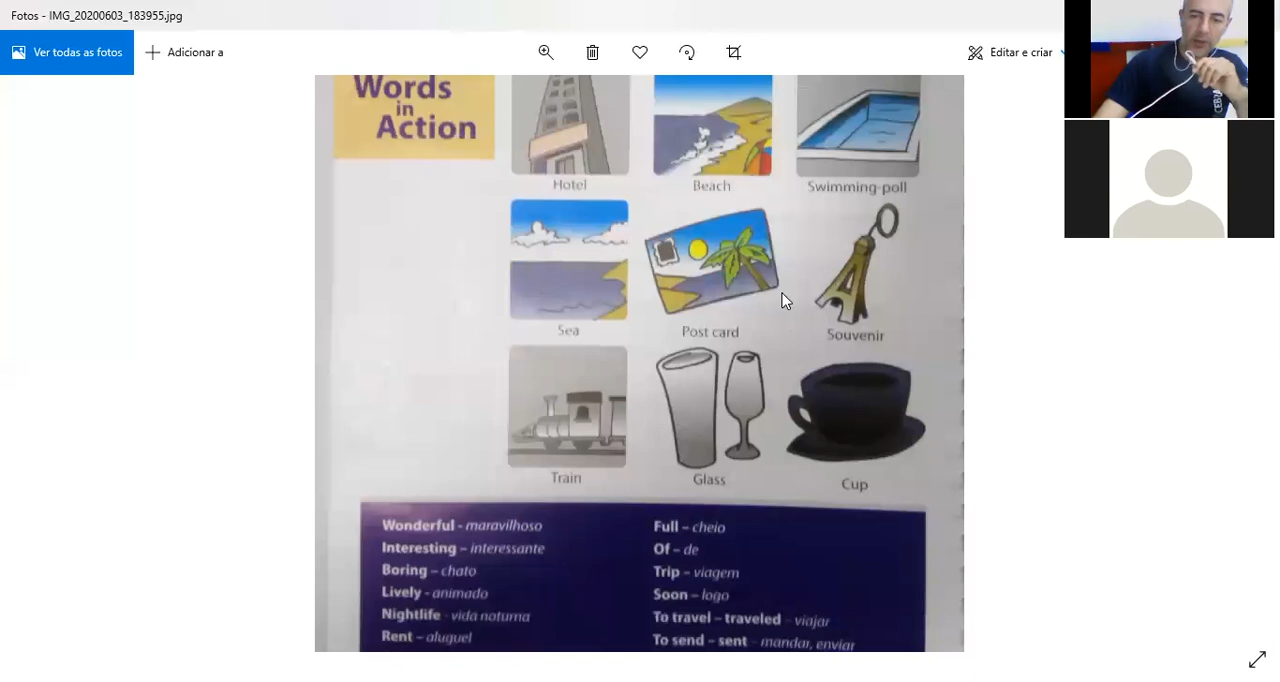 Fotos - IMG_20200603_183955.jpg
Ver todas as fotos
Adicionar a
Editar e criar
CEBRA
Words
in
Action
Hotel
Beach
Swimming-poll
Sea
Post card
Souvenir
Train
Glass
Cup
Wonderful - maravilhoso
Interesting – interessante
Boring – chato
Lively - animado
Nightlife - vida noturna
Rent – aluguel
Full – cheio
Of – de
Trip – viagem
Soon – logo
To travel – traveled - viajar
To send – sent - mandar, enviar